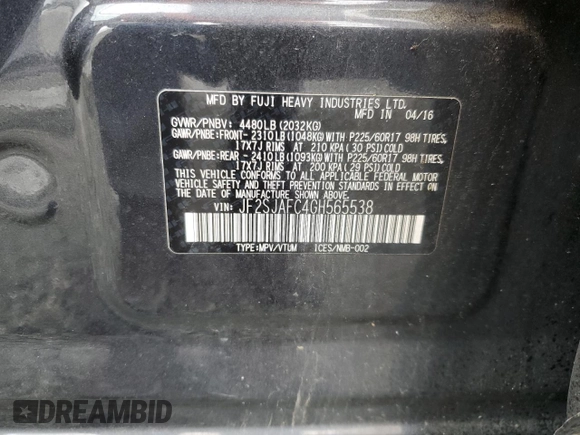 MFD BY FUJI HEAVY INDUSTRIES LTD.
MFD IN 04/16
GVWR/PNBV: 4480LB(2032KG)
GAWR/PNBE:FRONT-2310LB(1048KG)WITH P225/60R17 98H TIRES,
17X7J RIMS AT 210 KPA(30 PSI)COLD
GAWR/PNBE:REAR -2410LB(1093KG)WITH P225/60R17 98H TIRES,
17X7J RIMS AT 200 KPA(29 PSI)COLD
THIS VEHICLE CONFORMS TO ALL APPLICABLE
FEDERAL MOTOR VEHICLE SAFETY STANDARDS
IN EFFECT ON THE DATE OF MANUFACTURE
SHOWN ABOVE.
VIN: JF2SJAFC4GH565538
TYPE:MPV/VTUM ICES/NMB-002
DREAMBID